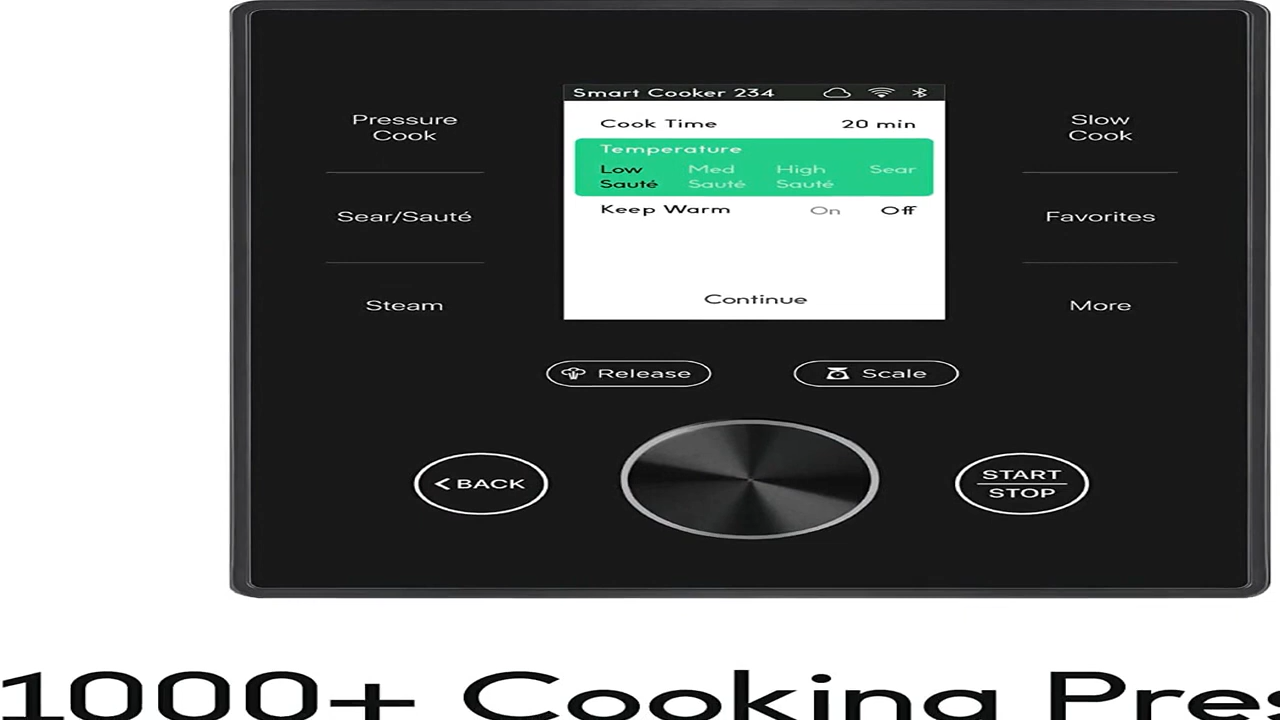 Smart Cooker 234
Cook Time 20 min
Temperature
Low Med High Sear
Sauté Sauté Sauté
Keep Warm On Off
Continue
Pressure
Cook
Sear/Sauté
Steam
Slow
Cook
Favorites
More
Release
Scale
< BACK
START
STOP
1000+ Cooking